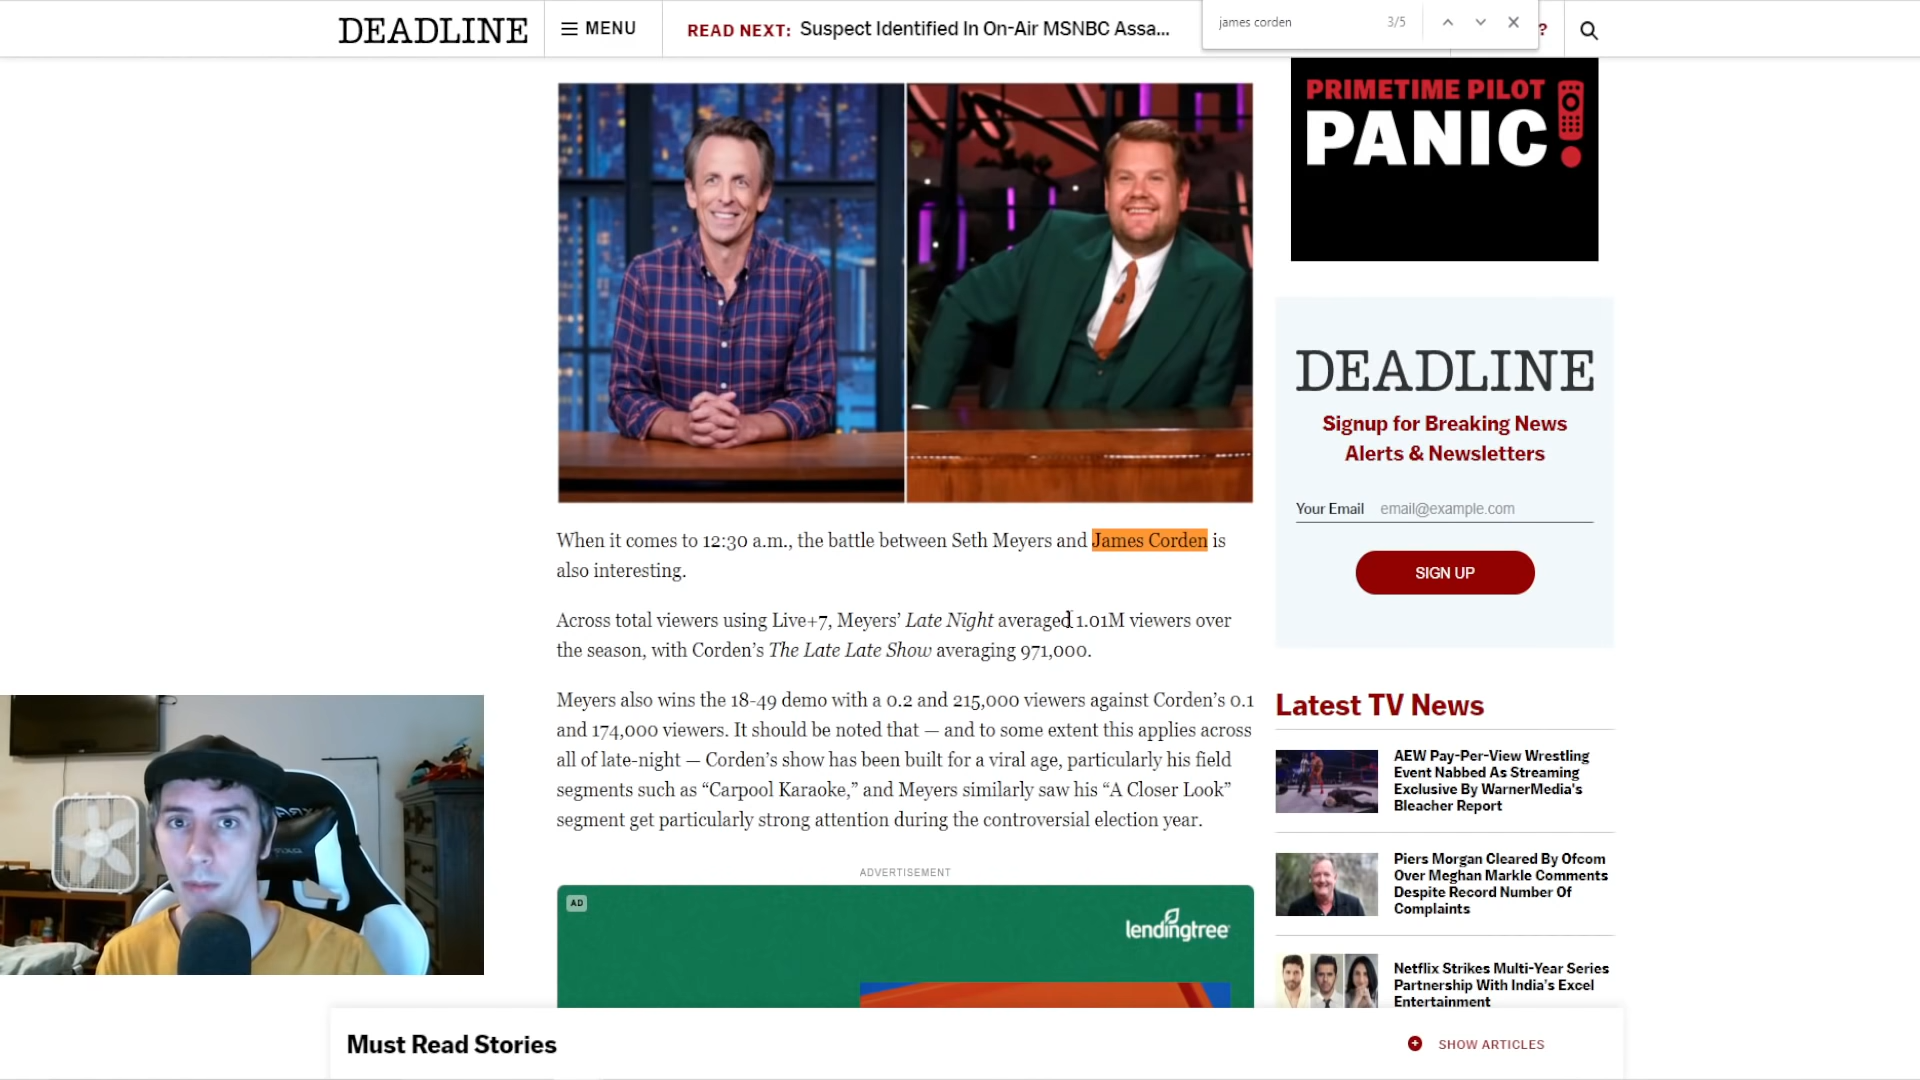 DEADLINE
MENU
READ NEXT: Suspect Identified In On-Air MSNBC Assa...
james corden
3/5
?
PRIMETIME PILOT
PANIC!
When it comes to 12:30 a.m., the battle between Seth Meyers and James Corden is
also interesting.
Across total viewers using Live+7, Meyers’ Late Night averaged 1.01M viewers over
the season, with Corden’s The Late Late Show averaging 971,000.
Meyers also wins the 18-49 demo with a 0.2 and 215,000 viewers against Corden’s 0.1
and 174,000 viewers. It should be noted that — and to some extent this applies across
all of late-night — Corden’s show has been built for a viral age, particularly his field
segments such as “Carpool Karaoke,” and Meyers similarly saw his “A Closer Look”
segment get particularly strong attention during the controversial election year.
ADVERTISEMENT
AD
lendingtree
DEADLINE
Signup for Breaking News
Alerts & Newsletters
Your Email
email@example.com
SIGN UP
Latest TV News
AEW Pay-Per-View Wrestling
Event Nabbed As Streaming
Exclusive By WarnerMedia's
Bleacher Report
Piers Morgan Cleared By Ofcom
Over Meghan Markle Comments
Despite Record Number Of
Complaints
Netflix Strikes Multi-Year Series
Partnership With India's Excel
Entertainment
Must Read Stories
SHOW ARTICLES